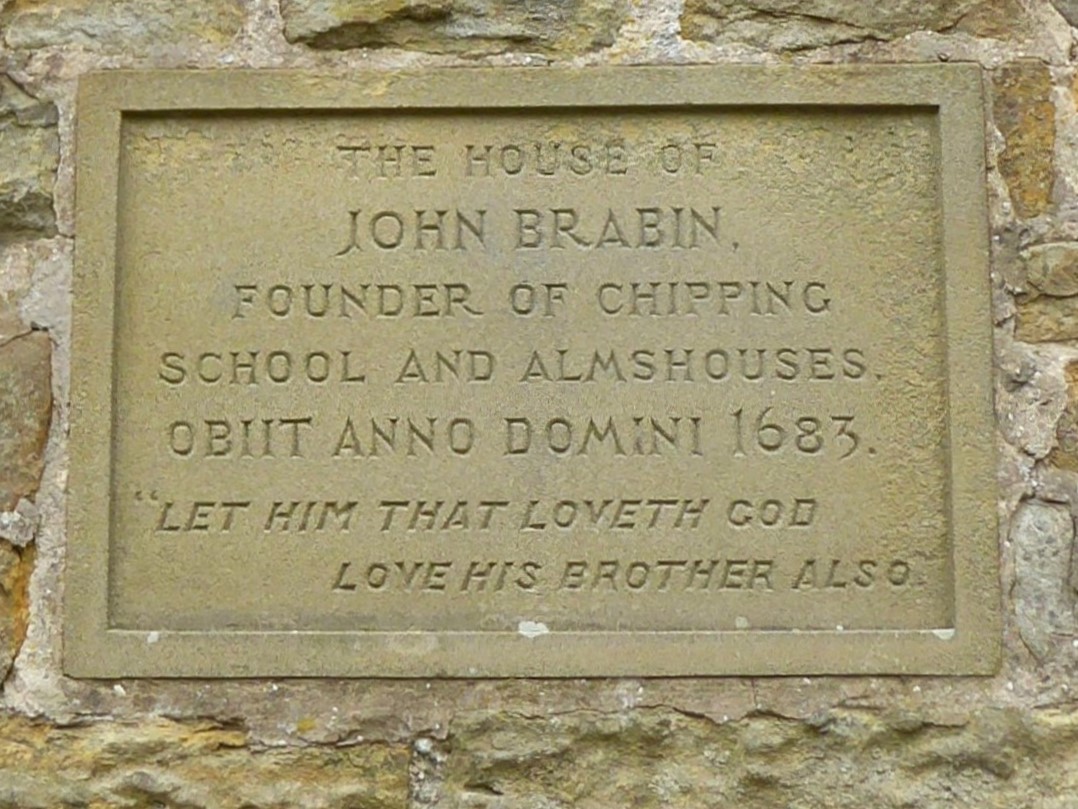 THE HOUSE OF
JOHN BRABIN,
FOUNDER OF CHIPPING
SCHOOL AND ALMSHOUSES.
OBIIT ANNO DOMINI 1683.
"LET HIM THAT LOVETH GOD
LOVE HIS BROTHER ALSO